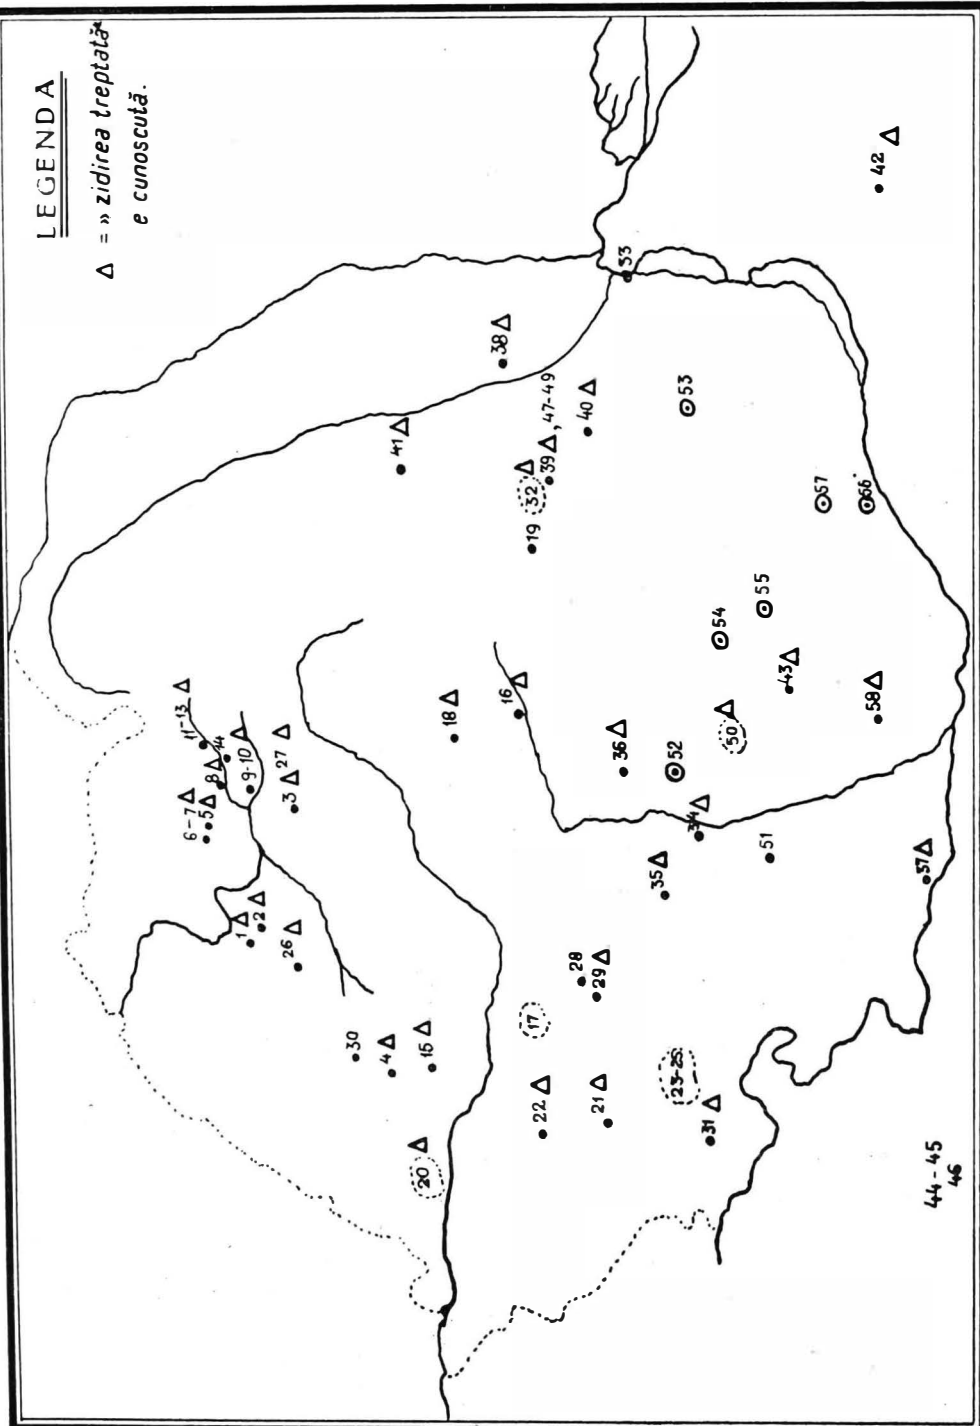 LEGENDA
Δ = „ zidirea treptată"
e cunoscută.
6-7 Δ
5 Δ
8 Δ
11-13 Δ
14
9-10 Δ
1 Δ
2 Δ
3 Δ
27 Δ
26 Δ
30
4 Δ
15 Δ
20 Δ
18 Δ
16 Δ
41 Δ
38 Δ
19
32 Δ
39 Δ, 47-49
40 Δ
33
42 Δ
53
22 Δ
17
21 Δ
28
29 Δ
36 Δ
35 Δ
34 Δ
52
50 Δ
54
55
43 Δ
57
56
58 Δ
51
37 Δ
23-25
31 Δ
44-45
46